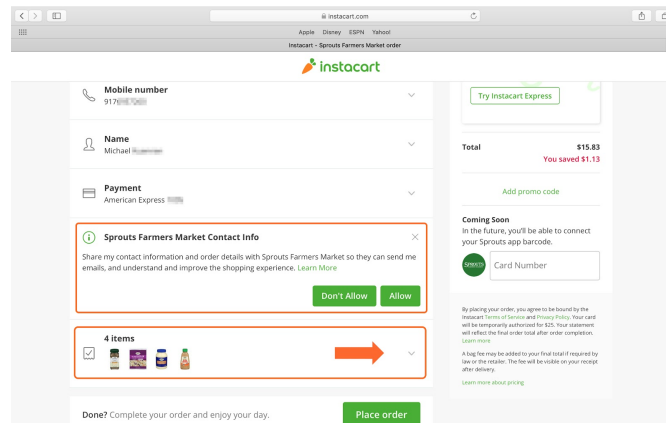 instacart.com
Apple Disney ESPN Yahoo!
Instacart - Sprouts Farmers Market order
instacart
Mobile number
917
Name
Michael
Payment
American Express
Sprouts Farmers Market Contact Info
Share my contact information and order details with Sprouts Farmers Market so they can send me
emails, and understand and improve the shopping experience. Learn More
Don't Allow Allow
4 items
Done? Complete your order and enjoy your day.
Place order
Try Instacart Express
Total $15.83
You saved $1.13
Add promo code
Coming Soon
In the future, you'll be able to connect
your Sprouts app barcode.
SPROUTS
Card Number
By placing your order, you agree to be bound by the
Instacart Terms of Service and Privacy Policy. Your card
will be temporarily authorized for $25. Your statement
will reflect the final order total after order completion.
Learn more
A bag fee may be added to your final total if required by
law or the retailer. The fee will be visible on your receipt
after delivery.
Learn more about pricing